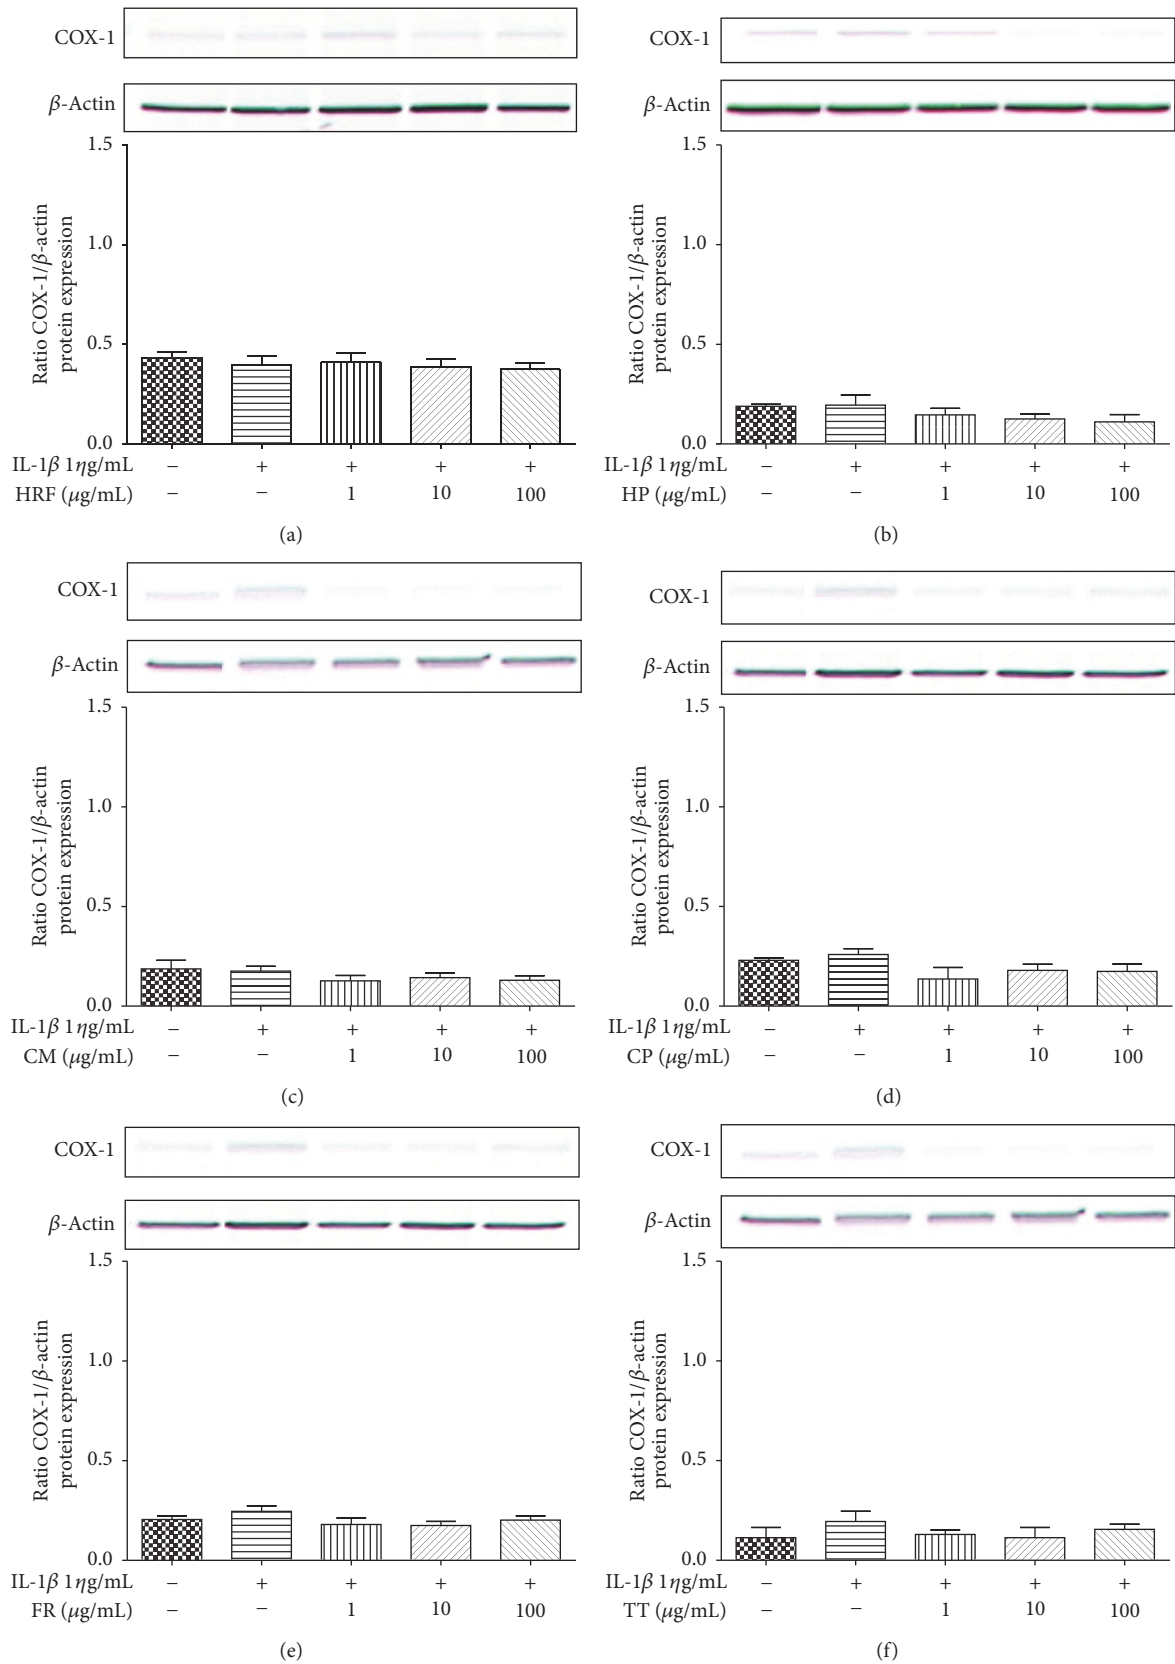 COX-1
β-Actin
1.5
1.0
0.5
0.0
Ratio COX-1/β-actin
protein expression
IL-1β 1ηg/mL − + + + +
HRF (μg/mL) − − 1 10 100
(a)
COX-1
β-Actin
1.5
1.0
0.5
0.0
Ratio COX-1/β-actin
protein expression
IL-1β 1ηg/mL − + + + +
HP (μg/mL) − − 1 10 100
(b)
COX-1
β-Actin
1.5
1.0
0.5
0.0
Ratio COX-1/β-actin
protein expression
IL-1β 1ηg/mL − + + + +
CM (μg/mL) − − 1 10 100
(c)
COX-1
β-Actin
1.5
1.0
0.5
0.0
Ratio COX-1/β-actin
protein expression
IL-1β 1ηg/mL − + + + +
CP (μg/mL) − − 1 10 100
(d)
COX-1
β-Actin
1.5
1.0
0.5
0.0
Ratio COX-1/β-actin
protein expression
IL-1β 1ηg/mL − + + + +
FR (μg/mL) − − 1 10 100
(e)
COX-1
β-Actin
1.5
1.0
0.5
0.0
Ratio COX-1/β-actin
protein expression
IL-1β 1ηg/mL − + + + +
TT (μg/mL) − − 1 10 100
(f)